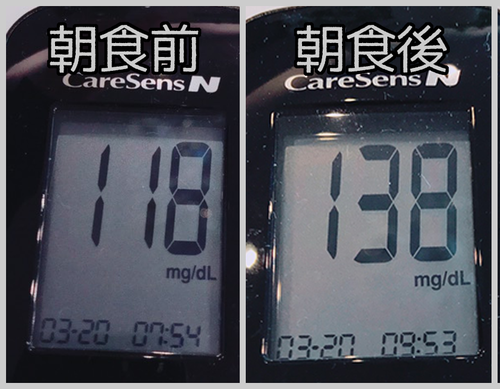 朝食前
CareSens N
118
mg/dL
03-20 07:54
朝食後
CareSens N
138
mg/dL
03-20 09:53